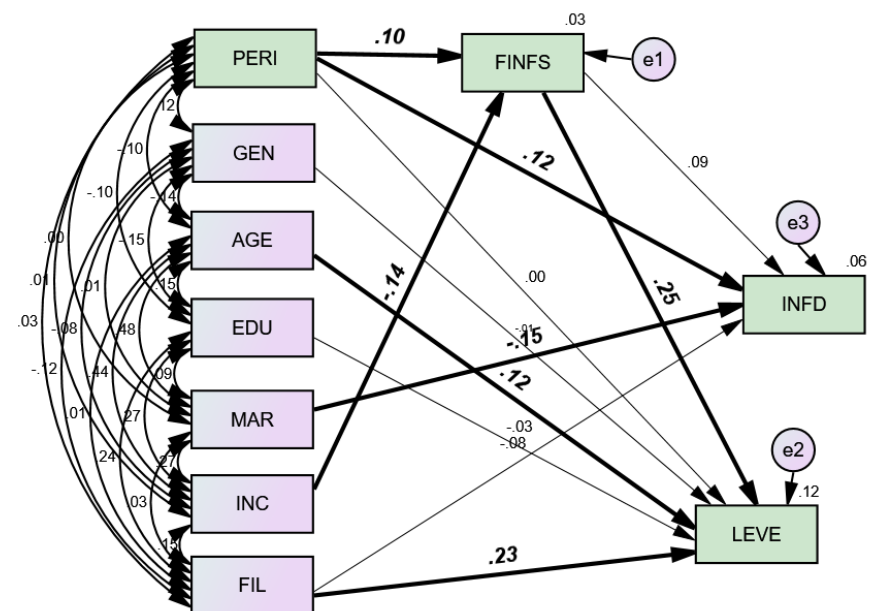 PERI
GEN
AGE
EDU
MAR
INC
FIL
FINFS
.03
e1
e3
.06
INFD
e2
.12
LEVE
.10
.12
.09
.00
-.14
.25
-.01
-.15
.12
-.03
-.08
.23
.12
-.10
-.14
-.10
-.15
.00
.15
.01
.01
.03
-.08
.48
.09
-.12
.44
.01
.27
.27
.24
.03
.15